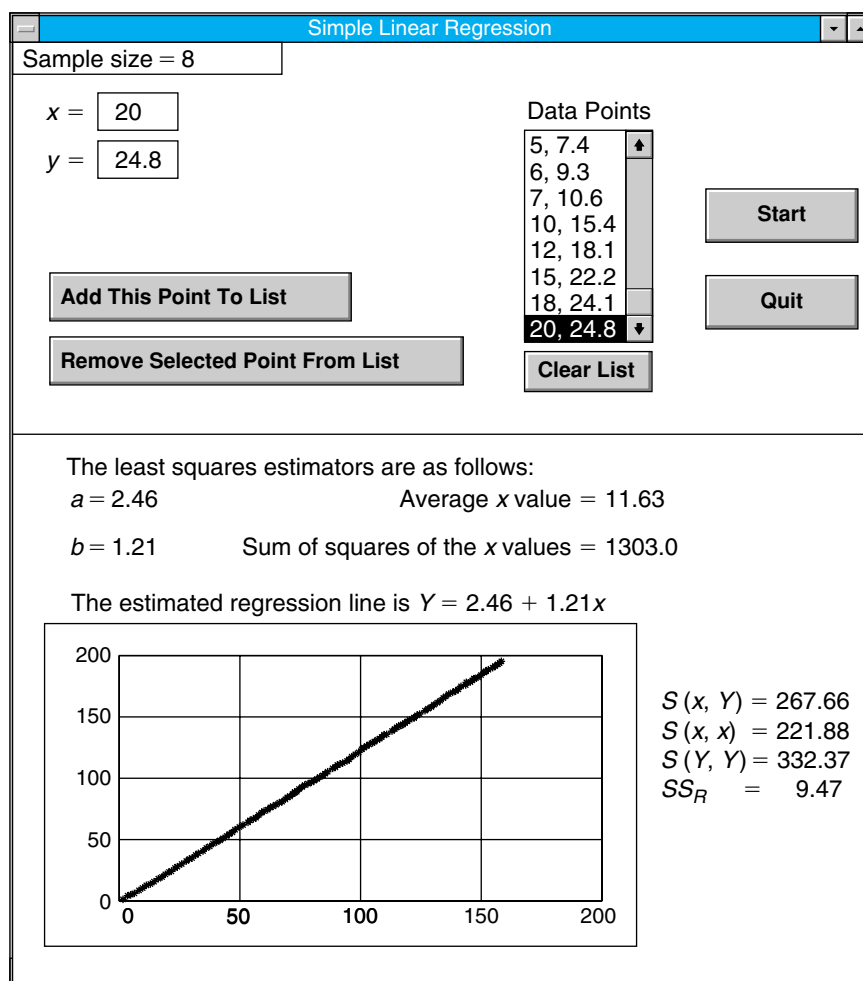 Simple Linear Regression
Sample size = 8
x = 20
y = 24.8
Data Points
5, 7.4
6, 9.3
7, 10.6
10, 15.4
12, 18.1
15, 22.2
18, 24.1
20, 24.8
Start
Quit
Add This Point To List
Remove Selected Point From List
Clear List
The least squares estimators are as follows:
a = 2.46 Average x value = 11.63
b = 1.21 Sum of squares of the x values = 1303.0
The estimated regression line is Y = 2.46 + 1.21x
200
150
100
50
0
0 50 100 150 200
S (x, Y) = 267.66
S (x, x) = 221.88
S (Y, Y) = 332.37
SS_R = 9.47